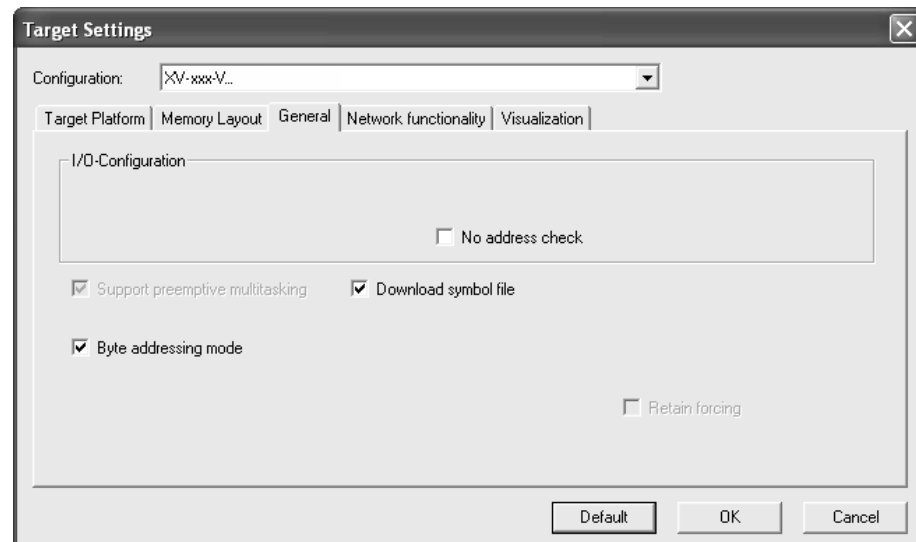 Target Settings
Configuration: XV-xxx-V...
Target Platform Memory Layout General Network functionality Visualization
I/O-Configuration
No address check
Support preemptive multitasking Download symbol file
Byte addressing mode
Retain forcing
Default OK Cancel